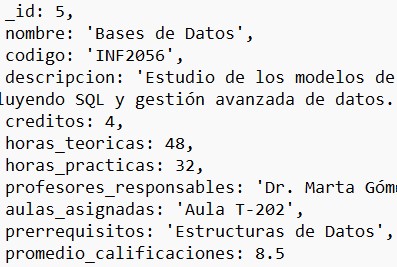 _id: 5,
nombre: 'Bases de Datos',
codigo: 'INF2056',
descripcion: 'Estudio de los modelos de
luyendo SQL y gestión avanzada de datos.
creditos: 4,
horas_teoricas: 48,
horas_practicas: 32,
profesores_responsables: 'Dr. Marta Góm
aulas_asignadas: 'Aula T-202',
prerrequisitos: 'Estructuras de Datos',
promedio_calificaciones: 8.5